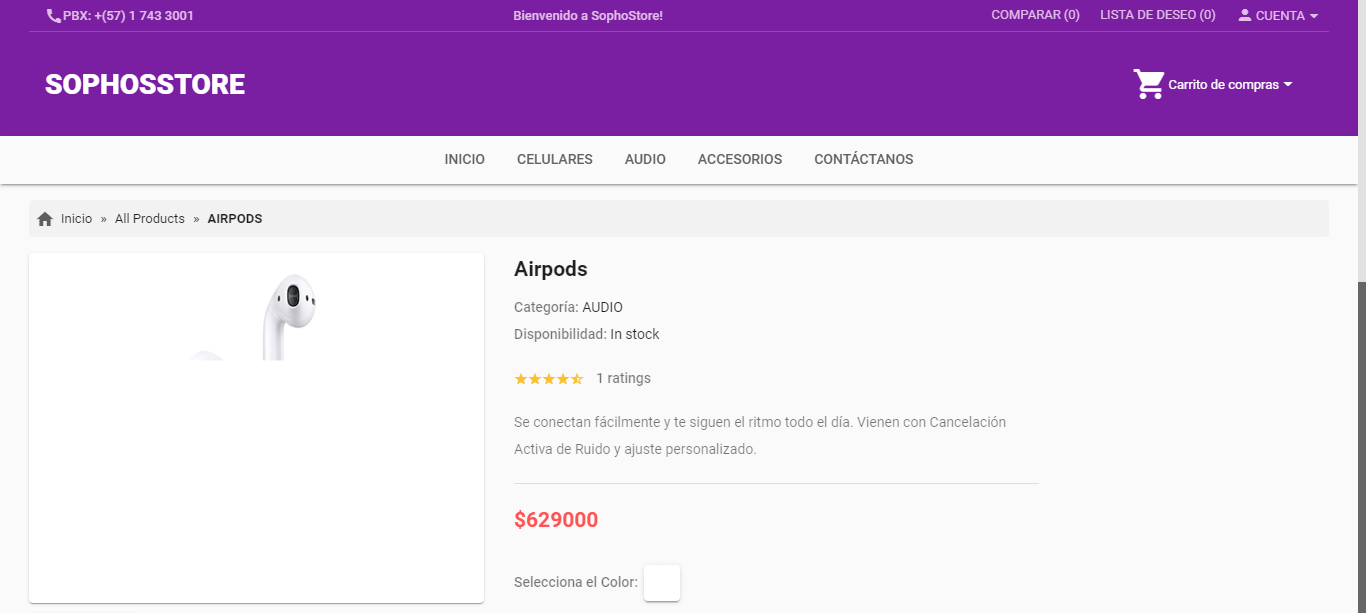 PBX: +(57) 1 743 3001
Bienvenido a SophoStore!
COMPARAR (0)
LISTA DE DESEO (0)
CUENTA
SOPHOSSTORE
Carrito de compras
INICIO
CELULARES
AUDIO
ACCESORIOS
CONTÁCTANOS
Inicio » All Products » AIRPODS
Airpods
Categoría: AUDIO
Disponibilidad: In stock
1 ratings
Se conectan fácilmente y te siguen el ritmo todo el día. Vienen con Cancelación
Activa de Ruido y ajuste personalizado.
$629000
Selecciona el Color: